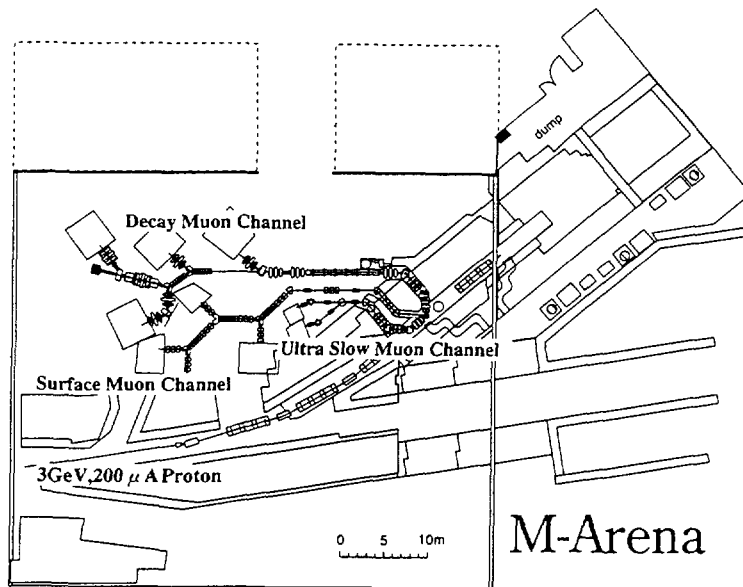 dump
Decay Muon Channel
Ultra Slow Muon Channel
Surface Muon Channel
3GeV,200 μ A Proton
0 5 10m
M-Arena